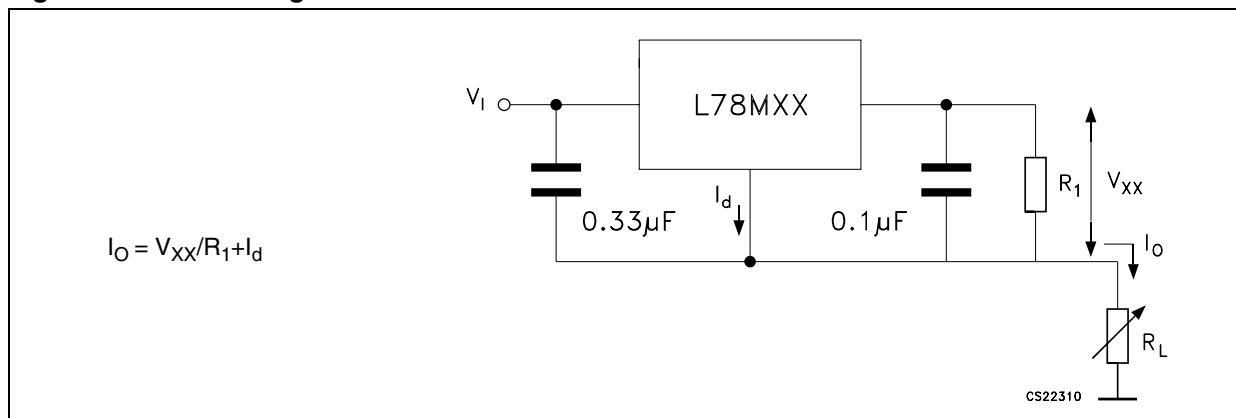 V_I
L78MXX
I_d
0.33µF
0.1µF
R_1
V_XX
I_O = V_XX/R_1+I_d
I_O
R_L
CS22310